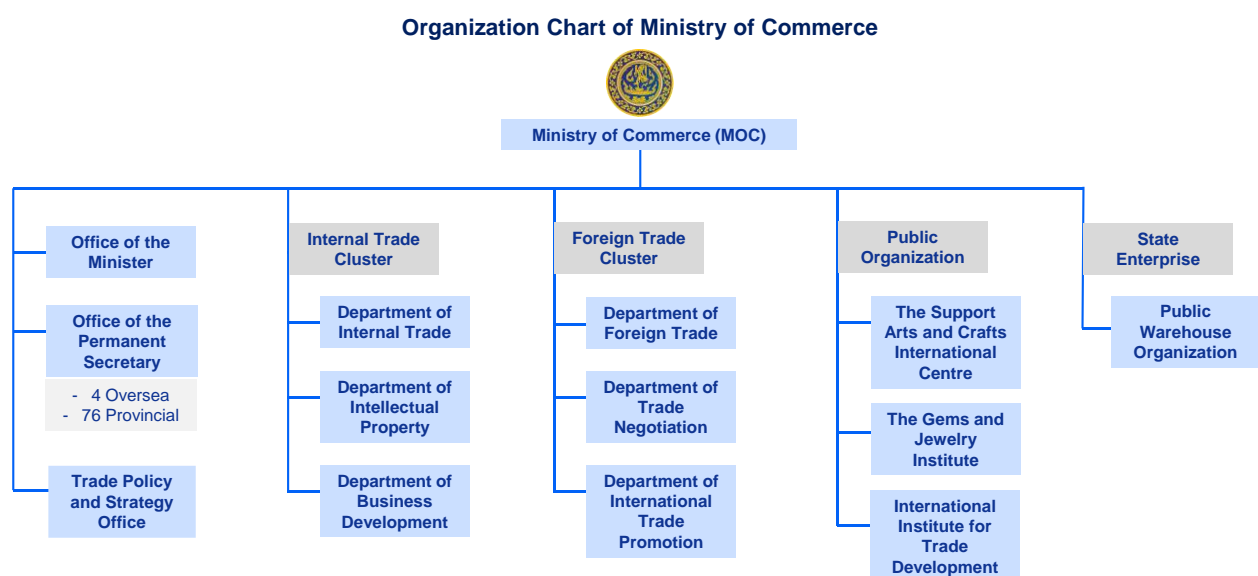 Organization Chart of Ministry of Commerce
Ministry of Commerce (MOC)
Office of the
Minister
Office of the
Permanent
Secretary
- 4 Oversea
- 76 Provincial
Trade Policy
and Strategy
Office
Internal Trade
Cluster
Department of
Internal Trade
Department of
Intellectual
Property
Department of
Business
Development
Foreign Trade
Cluster
Department of
Foreign Trade
Department of
Trade
Negotiation
Department of
International
Trade
Promotion
Public
Organization
The Support
Arts and Crafts
International
Centre
The Gems and
Jewelry
Institute
International
Institute for
Trade
Development
State
Enterprise
Public
Warehouse
Organization